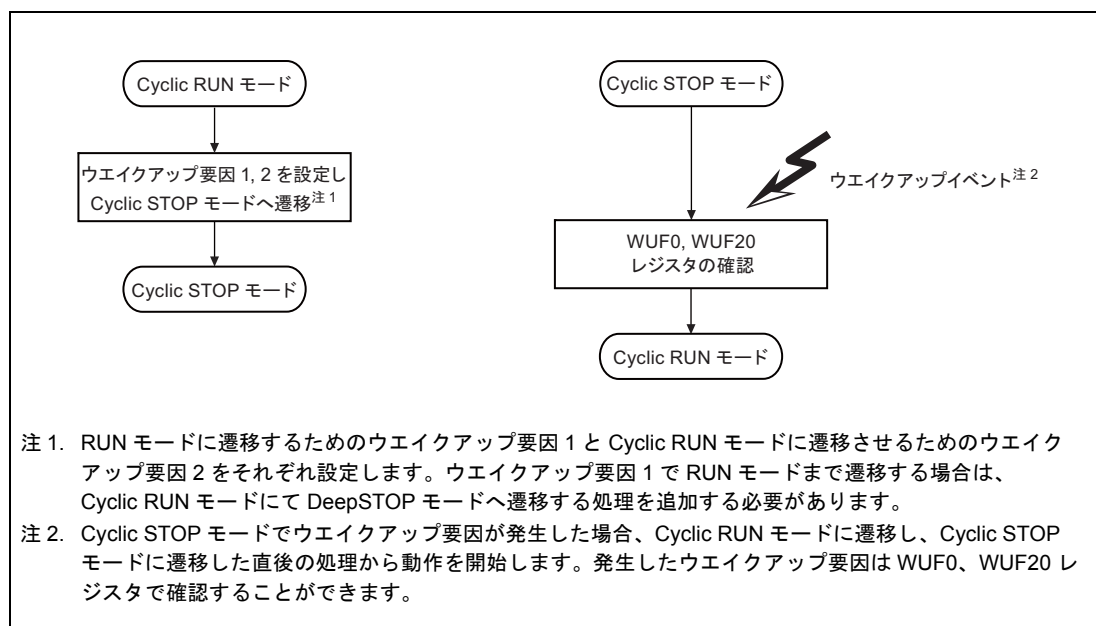 Cyclic RUN モード
ウエイクアップ要因 1, 2 を設定し
Cyclic STOP モードへ遷移注 1
Cyclic STOP モード
Cyclic STOP モード
ウエイクアップイベント注 2
WUF0, WUF20
レジスタの確認
Cyclic RUN モード
注 1. RUN モードに遷移するためのウエイクアップ要因 1 と Cyclic RUN モードに遷移させるためのウエイク
アップ要因 2 をそれぞれ設定します。ウエイクアップ要因 1 で RUN モードまで遷移する場合は、
Cyclic RUN モードにて DeepSTOP モードへ遷移する処理を追加する必要があります。
注 2. Cyclic STOP モードでウエイクアップ要因が発生した場合、Cyclic RUN モードに遷移し、Cyclic STOP
モードに遷移した直後の処理から動作を開始します。発生したウエイクアップ要因は WUF0、WUF20 レ
ジスタで確認することができます。